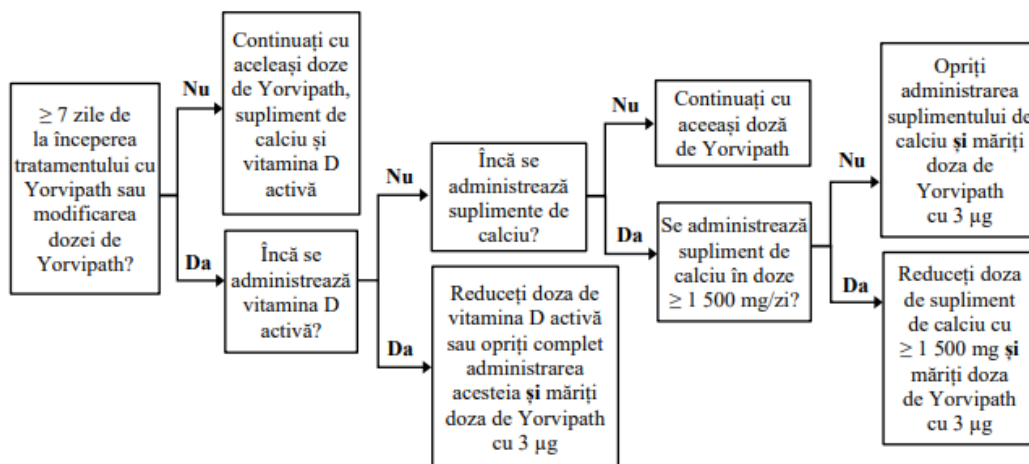 ≥ 7 zile de
la începerea
tratamentului cu
Yorvipath sau
modificarea
dozei de
Yorvipath?
Nu
Continuați cu
aceleași doze
de Yorvipath,
supliment de
calciu și
vitamina D
activă
Da
Încă se
administrează
vitamina D
activă?
Nu
Încă se
administrează
suplimente de
calciu?
Da
Reduceți doza de
vitamina D activă
sau opriți complet
administrarea
acesteia și măriți
doza de Yorvipath
cu 3 µg
Nu
Continuați cu
aceeași doză
de Yorvipath
Da
Se administrează
supliment de
calciu în doze
≥ 1 500 mg/zi?
Nu
Opriți
administrarea
suplimentului de
calciu și măriți
doza de
Yorvipath
cu 3 µg
Da
Reduceți doza
de supliment
de calciu cu
≥ 1 500 mg și
măriți doza
de Yorvipath
cu 3 µg